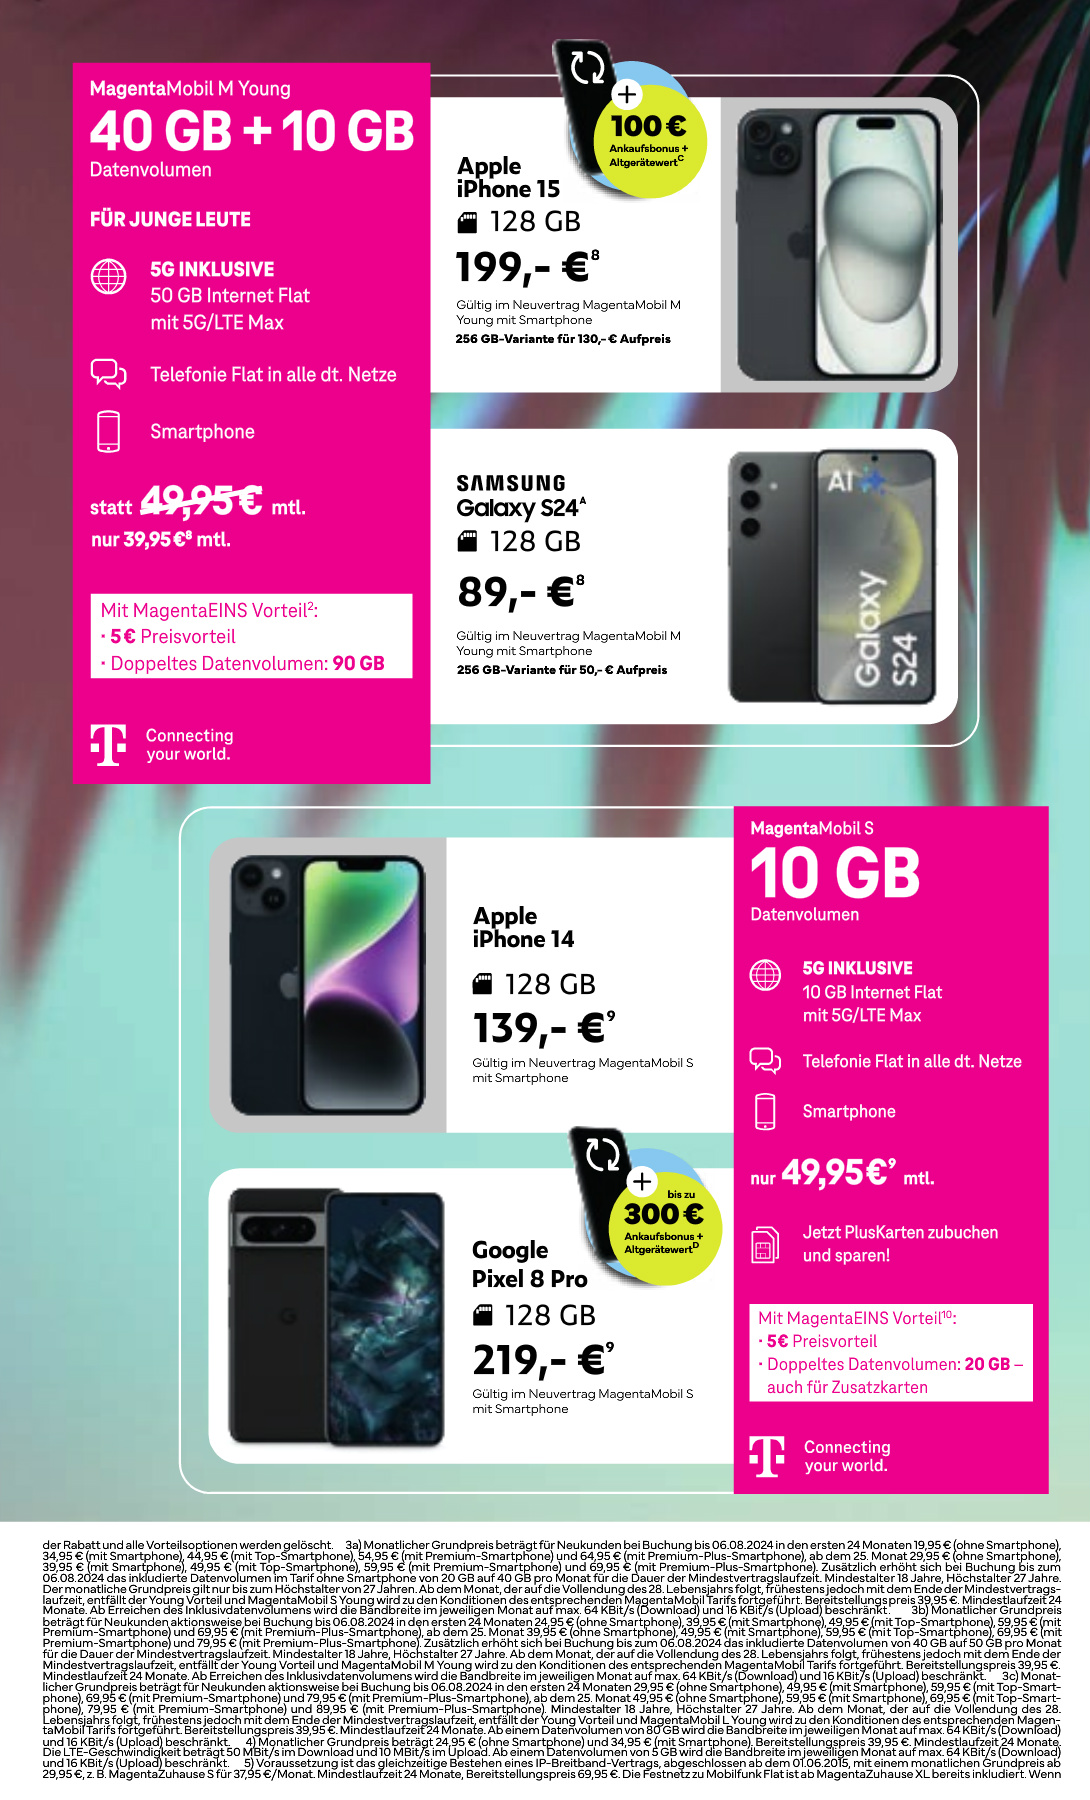 MagentaMobil M Young
40 GB + 10 GB
Datenvolumen
FÜR JUNGE LEUTE
5G INKLUSIVE
50 GB Internet Flat
mit 5G/LTE Max
Telefonie Flat in alle dt. Netze
Smartphone
statt 49,95 € mtl.
nur 39,95 €⁸ mtl.
Mit MagentaEINS Vorteil²:
· 5 € Preisvorteil
· Doppeltes Datenvolumen: 90 GB
T Connecting
your world.
+
100 €
Ankaufsbonus +
Altgerätewert^C
Apple
iPhone 15
128 GB
199,- €⁸
Gültig im Neuvertrag MagentaMobil M
Young mit Smartphone
256 GB-Variante für 130,- € Aufpreis
SAMSUNG
Galaxy S24^A
128 GB
89,- €⁸
Gültig im Neuvertrag MagentaMobil M
Young mit Smartphone
256 GB-Variante für 50,- € Aufpreis
AI
Galaxy
S24
Apple
iPhone 14
128 GB
139,- €⁹
Gültig im Neuvertrag MagentaMobil S
mit Smartphone
+
bis zu
300 €
Ankaufsbonus +
Altgerätewert^D
Google
Pixel 8 Pro
128 GB
219,- €⁹
Gültig im Neuvertrag MagentaMobil S
mit Smartphone
MagentaMobil S
10 GB
Datenvolumen
5G INKLUSIVE
10 GB Internet Flat
mit 5G/LTE Max
Telefonie Flat in alle dt. Netze
Smartphone
nur 49,95 €⁹ mtl.
Jetzt PlusKarten zubuchen
und sparen!
Mit MagentaEINS Vorteil¹⁰:
· 5€ Preisvorteil
· Doppeltes Datenvolumen: 20 GB –
auch für Zusatzkarten
T Connecting
your world.
der Rabatt und alle Vorteilsoptionen werden gelöscht. 3a) Monatlicher Grundpreis beträgt für Neukunden bei Buchung bis 06.08.2024 in den ersten 24 Monaten 19,95 € (ohne Smartphone),
34,95 € (mit Smartphone), 44,95 € (mit Top-Smartphone), 54,95 € (mit Premium-Smartphone) und 64,95 € (mit Premium-Plus-Smartphone), ab dem 25. Monat 29,95 € (ohne Smartphone),
39,95 € (mit Smartphone), 49,95 € (mit Top-Smartphone), 59,95 € (mit Premium-Smartphone) und 69,95 € (mit Premium-Plus-Smartphone). Zusätzlich erhöht sich bei Buchung bis zum
06.08.2024 das inkludierte Datenvolumen im Tarif ohne Smartphone von 20 GB auf 40 GB pro Monat für die Dauer der Mindestvertragslaufzeit. Mindestalter 18 Jahre, Höchstalter 27 Jahre.
Der monatliche Grundpreis gilt nur bis zum Höchstalter von 27 Jahren. Ab dem Monat, der auf die Vollendung des 28. Lebensjahrs folgt, frühestens jedoch mit dem Ende der Mindestvertrags-
laufzeit, entfällt der Young Vorteil und MagentaMobil S Young wird zu den Konditionen des entsprechenden MagentaMobil Tarifs fortgeführt. Bereitstellungspreis 39,95 €. Mindestlaufzeit 24
Monate. Ab Erreichen des Inklusivdatenvolumens wird die Bandbreite im jeweiligen Monat auf max. 64 KBit/s (Download) und 16 KBit/s (Upload) beschränkt. 3b) Monatlicher Grundpreis
beträgt für Neukunden aktionsweise bei Buchung bis 06.08.2024 in den ersten 24 Monaten 29,95 € (ohne Smartphone), 39,95 € (mit Smartphone), 49,95 € (mit Top-Smartphone), 59,95 € (mit
Premium-Smartphone) und 69,95 € (mit Premium-Plus-Smartphone), ab dem 25. Monat 39,95 € (ohne Smartphone), 49,95 € (mit Smartphone), 59,95 € (mit Top-Smartphone), 69,95 € (mit
Premium-Smartphone) und 79,95 € (mit Premium-Plus-Smartphone). Zusätzlich erhöht sich bei Buchung bis zum 06.08.2024 das inkludierte Datenvolumen von 40 GB auf 50 GB pro Monat
für die Dauer der Mindestvertragslaufzeit. Mindestalter 18 Jahre, Höchstalter 27 Jahre. Ab dem Monat, der auf die Vollendung des 28. Lebensjahrs folgt, frühestens jedoch mit dem Ende der
Mindestvertragslaufzeit, entfällt der Young Vorteil und MagentaMobil M Young wird zu den Konditionen des entsprechenden MagentaMobil Tarifs fortgeführt. Bereitstellungspreis 39,95 €.
Mindestlaufzeit 24 Monate. Ab Erreichen des Inklusivdatenvolumens wird die Bandbreite im jeweiligen Monat auf max. 64 KBit/s (Download) und 16 KBit/s (Upload) beschränkt. 3c) Monat-
licher Grundpreis beträgt für Neukunden aktionsweise bei Buchung bis 06.08.2024 in den ersten 24 Monaten 29,95 € (ohne Smartphone), 49,95 € (mit Smartphone), 59,95 € (mit Top-Smart-
phone), 69,95 € (mit Premium-Smartphone) und 79,95 € (mit Premium-Plus-Smartphone), ab dem 25. Monat 49,95 € (ohne Smartphone), 59,95 € (mit Smartphone), 69,95 € (mit Top-Smart-
phone), 79,95 € (mit Premium-Smartphone) und 89,95 € (mit Premium-Plus-Smartphone). Mindestalter 18 Jahre, Höchstalter 27 Jahre. Ab dem Monat, der auf die Vollendung des 28.
Lebensjahrs folgt, frühestens jedoch mit dem Ende der Mindestvertragslaufzeit, entfällt der Young Vorteil und MagentaMobil L Young wird zu den Konditionen des entsprechenden Magen-
taMobil Tarifs fortgeführt. Bereitstellungspreis 39,95 €. Mindestlaufzeit 24 Monate. Ab einem Datenvolumen von 80 GB wird die Bandbreite im jeweiligen Monat auf max. 64 KBit/s (Download)
und 16 KBit/s (Upload) beschränkt. 4) Monatlicher Grundpreis beträgt 24,95 € (ohne Smartphone) und 34,95 € (mit Smartphone). Bereitstellungspreis 39,95 €. Mindestlaufzeit 24 Monate.
Die LTE-Geschwindigkeit beträgt 50 MBit/s im Download und 10 MBit/s im Upload. Ab einem Datenvolumen von 5 GB wird die Bandbreite im jeweiligen Monat auf max. 64 KBit/s (Download)
und 16 KBit/s (Upload) beschränkt. 5) Voraussetzung ist das gleichzeitige Bestehen eines IP-Breitband-Vertrags, abgeschlossen ab dem 01.06.2015, mit einem monatlichen Grundpreis ab
29,95 €, z. B. MagentaZuhause S für 37,95 €/Monat. Mindestlaufzeit 24 Monate, Bereitstellungspreis 69,95 €. Die Festnetz zu Mobilfunk Flat ist ab MagentaZuhause XL bereits inkludiert. Wenn